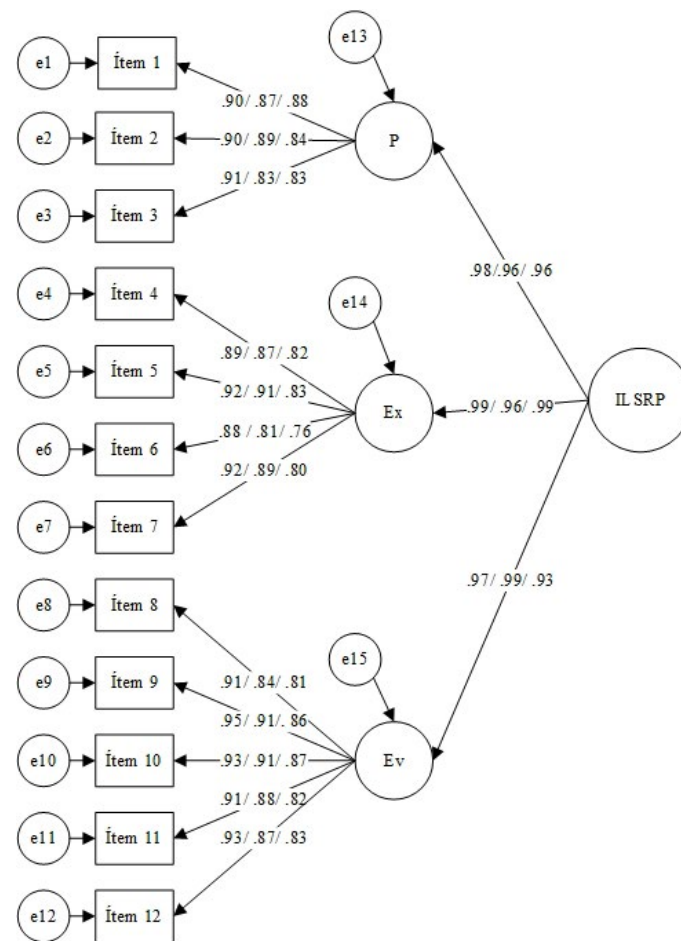 e13
e1
Ítem 1
.90/ .87/ .88
e2
Ítem 2
.90/ .89/ .84
P
e3
Ítem 3
.91/ .83/ .83
.98/.96/ .96
e4
Ítem 4
e14
.89/ .87/ .82
e5
Ítem 5
.92/ .91/ .83
Ex
.99/ .96/ .99
IL SRP
e6
Ítem 6
.88 / .81/ .76
.92/ .89/ .80
e7
Ítem 7
.97/ .99/ .93
e8
Ítem 8
e15
.91/ .84/ .81
e9
Ítem 9
.95/ .91/ .86
e10
Ítem 10
.93/ .91/ .87
Ev
.91/ .88/ .82
e11
Ítem 11
.93/ .87/ .83
e12
Ítem 12